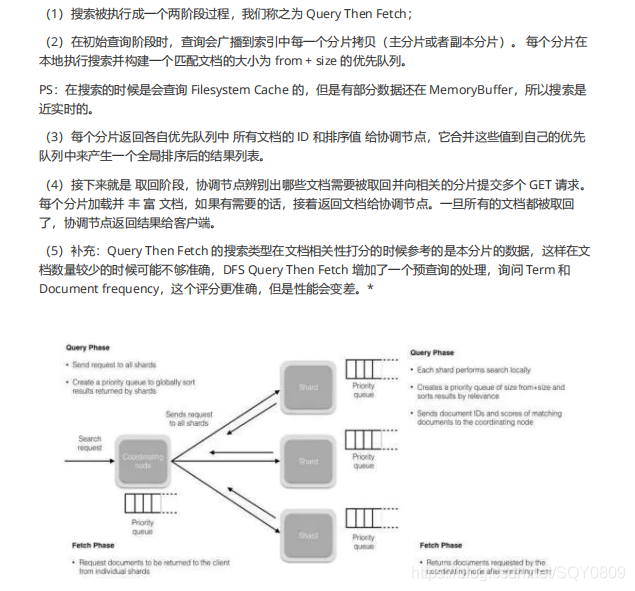 （1）搜索被执行成一个两阶段过程，我们称之为 Query Then Fetch；
（2）在初始查询阶段时，查询会广播到索引中每一个分片拷贝（主分片或者副本分片）。 每个分片在
本地执行搜索并构建一个匹配文档的大小为 from + size 的优先队列。
PS：在搜索的时候是会查询 Filesystem Cache 的，但是有部分数据还在 MemoryBuffer，所以搜索是
近实时的。
（3）每个分片返回各自优先队列中 所有文档的 ID 和排序值 给协调节点，它合并这些值到自己的优先
队列中来产生一个全局排序后的结果列表。
（4）接下来就是 取回阶段，协调节点辨别出哪些文档需要被取回并向相关的分片提交多个 GET 请求。
每个分片加载并 丰 富 文档，如果有需要的话，接着返回文档给协调节点。一旦所有的文档都被取回
了，协调节点返回结果给客户端。
（5）补充：Query Then Fetch 的搜索类型在文档相关性打分的时候参考的是本分片的数据，这样在文
档数量较少的时候可能不够准确，DFS Query Then Fetch 增加了一个预查询的处理，询问 Term 和
Document frequency，这个评分更准确，但是性能会变差。*
Query Phase
• Send request to all shards
• Create a priority queue to globally sort
results returned by shards
Sends request
to all shards
Search
request
Coordinating
node
Priority
queue
Fetch Phase
• Request documents to be returned to the client
from individual shards
Shard
Priority
queue
Shard
Priority
queue
Shard
Priority
queue
Query Phase
• Each shard performs search locally
• Creates a priority queue of size from+size and
sorts results by relevance
• Sends document IDs and scores of matching
documents to the coordinating node
Fetch Phase
• Returns documents requested by the
coordinating node after enriching them
https://blog.csdn.net/SQY0809